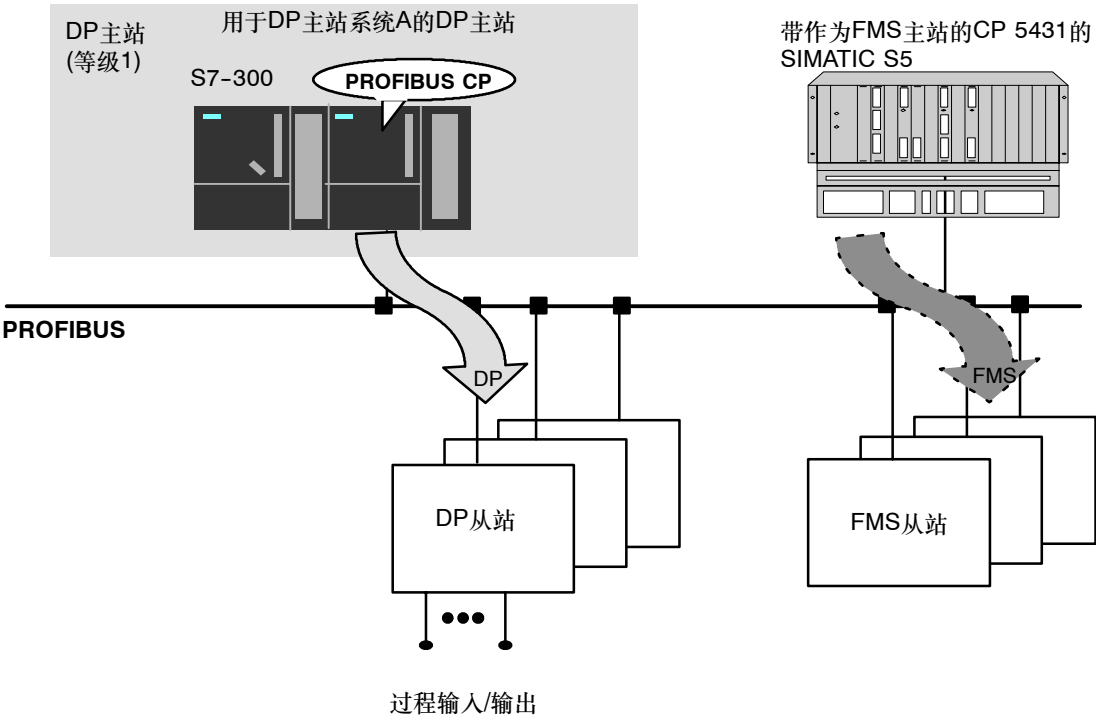 DP主站
(等级1)
用于DP主站系统A的DP主站
S7-300
PROFIBUS CP
带作为FMS主站的CP 5431的
SIMATIC S5
PROFIBUS
DP
FMS
DP从站
FMS从站
过程输入/输出